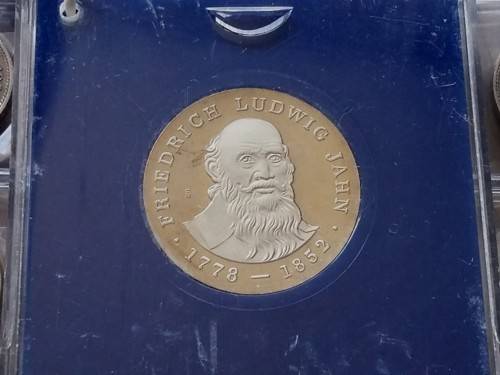 FRIEDRICH LUDWIG JAHN
· 1778 — 1852 ·